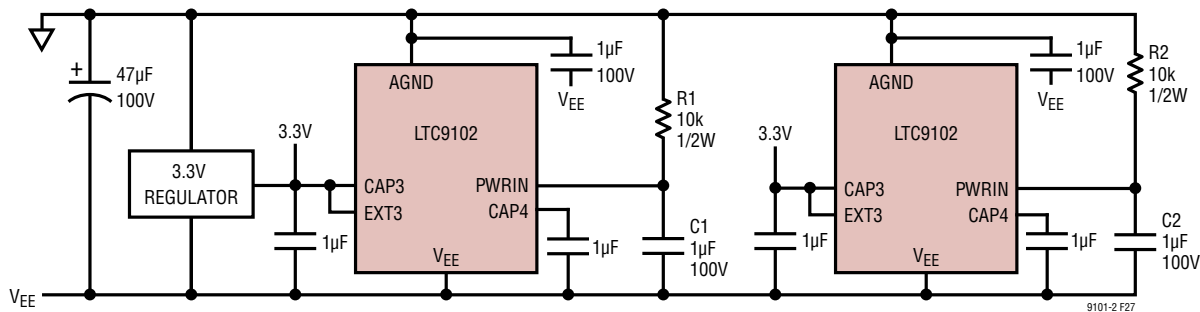 +
47µF
100V
3.3V
REGULATOR
3.3V
1µF
AGND
LTC9102
CAP3
EXT3
PWRIN
CAP4
VEE
1µF
100V
VEE
R1
10k
1/2W
1µF
C1
1µF
100V
3.3V
1µF
AGND
LTC9102
CAP3
EXT3
PWRIN
CAP4
VEE
1µF
100V
VEE
R2
10k
1/2W
1µF
C2
1µF
100V
VEE
9101-2 F27